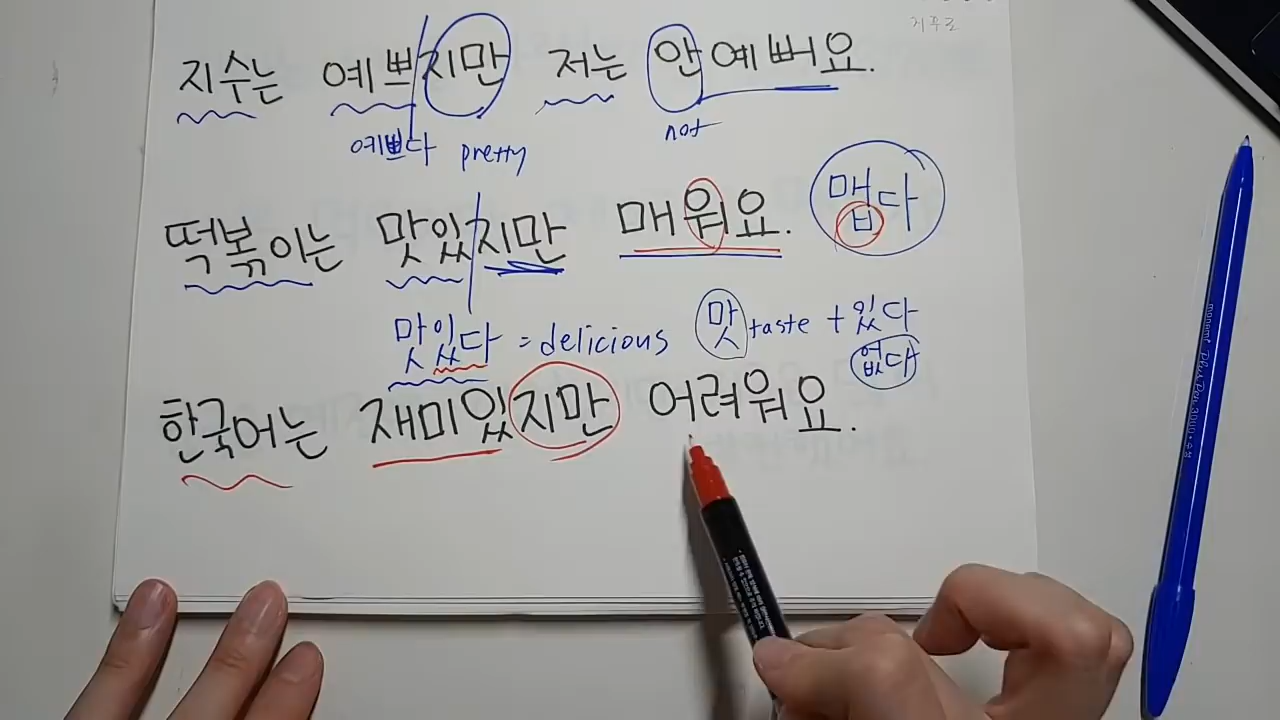 지수는 예쁘지만 저는 안 예뻐요.
예쁘다 pretty not
떡볶이는 맛있지만 매워요. 맵다
맛있다 = delicious 맛 taste + 있다
없다
한국어는 재미있지만 어려워요.